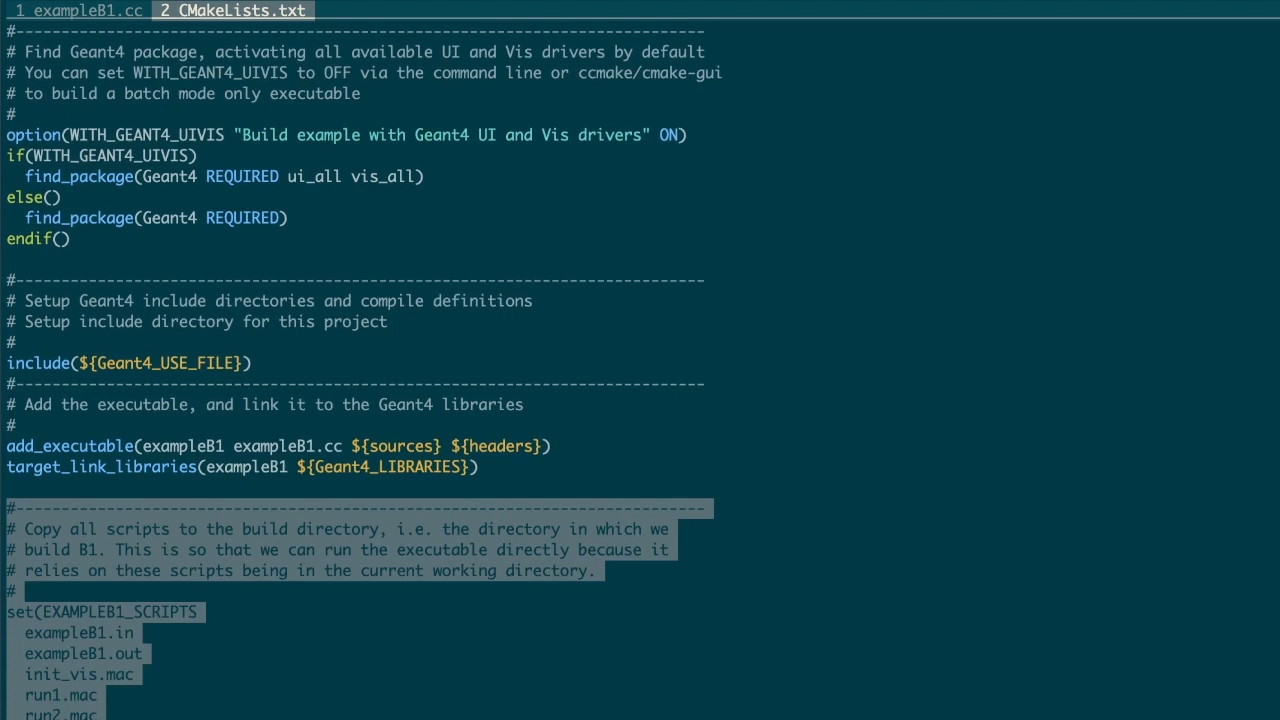 1 exampleB1.cc 2 CMakeLists.txt
#----------------------------------------------------------------------------
# Find Geant4 package, activating all available UI and Vis drivers by default
# You can set WITH_GEANT4_UIVIS to OFF via the command line or ccmake/cmake-gui
# to build a batch mode only executable
#
option(WITH_GEANT4_UIVIS "Build example with Geant4 UI and Vis drivers" ON)
if(WITH_GEANT4_UIVIS)
  find_package(Geant4 REQUIRED ui_all vis_all)
else()
  find_package(Geant4 REQUIRED)
endif()
#----------------------------------------------------------------------------
# Setup Geant4 include directories and compile definitions
# Setup include directory for this project
#
include(${Geant4_USE_FILE})
#----------------------------------------------------------------------------
# Add the executable, and link it to the Geant4 libraries
#
add_executable(exampleB1 exampleB1.cc ${sources} ${headers})
target_link_libraries(exampleB1 ${Geant4_LIBRARIES})
#----------------------------------------------------------------------------
# Copy all scripts to the build directory, i.e. the directory in which we
# build B1. This is so that we can run the executable directly because it
# relies on these scripts being in the current working directory.
#
set(EXAMPLEB1_SCRIPTS
  exampleB1.in
  exampleB1.out
  init_vis.mac
  run1.mac
  run2.mac